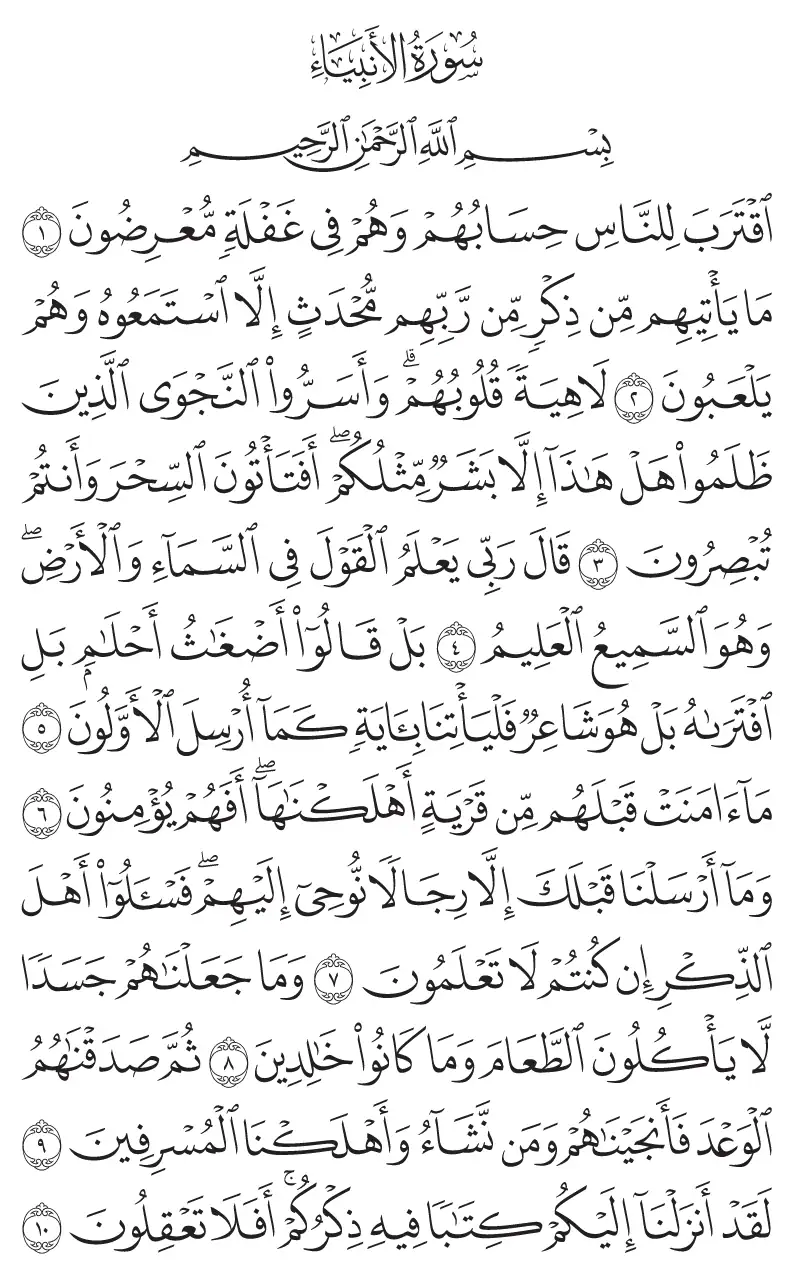 سُورَةُ الأَنبِيَاءِ
بِسۡمِ ٱللَّهِ ٱلرَّحۡمَٰنِ ٱلرَّحِيمِ
ٱقۡتَرَبَ لِلنَّاسِ حِسَابُهُمۡ وَهُمۡ فِي غَفۡلَةٖ مُّعۡرِضُونَ ١
مَا يَأۡتِيهِم مِّن ذِكۡرٖ مِّن رَّبِّهِم مُّحۡدَثٍ إِلَّا ٱسۡتَمَعُوهُ وَهُمۡ
يَلۡعَبُونَ ٢ لَاهِيَةٗ قُلُوبُهُمۡۗ وَأَسَرُّواْ ٱلنَّجۡوَى ٱلَّذِينَ
ظَلَمُواْ هَلۡ هَٰذَآ إِلَّا بَشَرٞ مِّثۡلُكُمۡۖ أَفَتَأۡتُونَ ٱلسِّحۡرَ وَأَنتُمۡ
تُبۡصِرُونَ ٣ قَالَ رَبِّي يَعۡلَمُ ٱلۡقَوۡلَ فِي ٱلسَّمَآءِ وَٱلۡأَرۡضِۖ
وَهُوَ ٱلسَّمِيعُ ٱلۡعَلِيمُ ٤ بَلۡ قَالُوٓاْ أَضۡغَٰثُ أَحۡلَٰمِۭ بَلِ
ٱفۡتَرَىٰهُ بَلۡ هُوَ شَاعِرٞ فَلۡيَأۡتِنَا بِـَٔايَةٖ كَمَآ أُرۡسِلَ ٱلۡأَوَّلُونَ ٥
مَآ ءَامَنَتۡ قَبۡلَهُم مِّن قَرۡيَةٍ أَهۡلَكۡنَٰهَآۖ أَفَهُمۡ يُؤۡمِنُونَ ٦
وَمَآ أَرۡسَلۡنَا قَبۡلَكَ إِلَّا رِجَالٗا نُّوحِيٓ إِلَيۡهِمۡۖ فَسۡـَٔلُوٓاْ أَهۡلَ
ٱلذِّكۡرِ إِن كُنتُمۡ لَا تَعۡلَمُونَ ٧ وَمَا جَعَلۡنَٰهُمۡ جَسَدٗا
لَّا يَأۡكُلُونَ ٱلطَّعَامَ وَمَا كَانُواْ خَٰلِدِينَ ٨ ثُمَّ صَدَقۡنَٰهُمُ
ٱلۡوَعۡدَ فَأَنجَيۡنَٰهُمۡ وَمَن نَّشَآءُ وَأَهۡلَكۡنَا ٱلۡمُسۡرِفِينَ ٩
لَقَدۡ أَنزَلۡنَآ إِلَيۡكُمۡ كِتَٰبٗا فِيهِ ذِكۡرُكُمۡۚ أَفَلَا تَعۡقِلُونَ ١٠